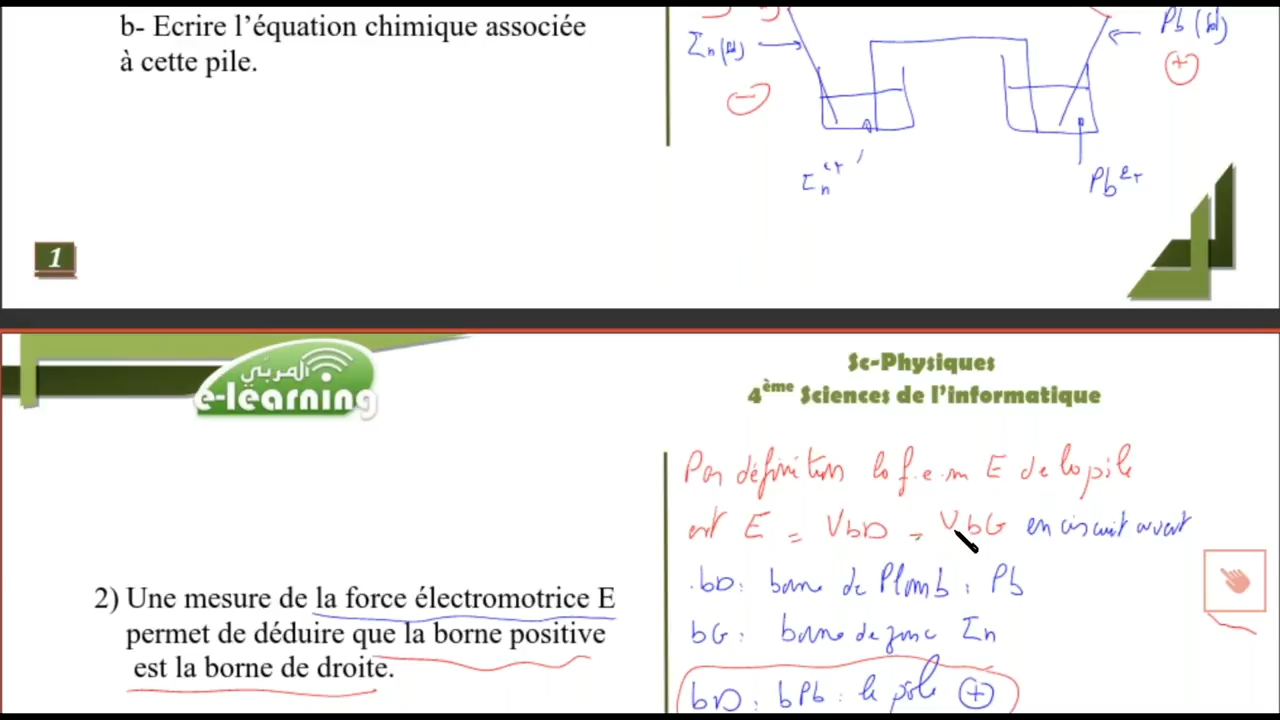 b- Ecrire l’équation chimique associée
à cette pile.
Zn (sd)
Pb (sd)
−
+
Zn2+
Pb2+
1
العربي
e-learning
Sc-Physiques
4ème Sciences de l’informatique
Par définition la f.e.m E de la pile
est E = VbD - VbG en circuit ouvert
2) Une mesure de la force électromotrice E
permet de déduire que la borne positive
est la borne de droite.
.bD: borne de Plomb : Pb
bG: borne de zinc Zn
bD: bPb: le pôle +